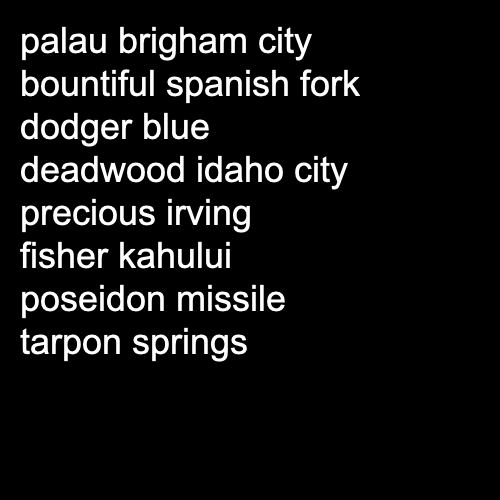 palau brigham city
bountiful spanish fork
dodger blue
deadwood idaho city
precious irving
fisher kahului
poseidon missile
tarpon springs